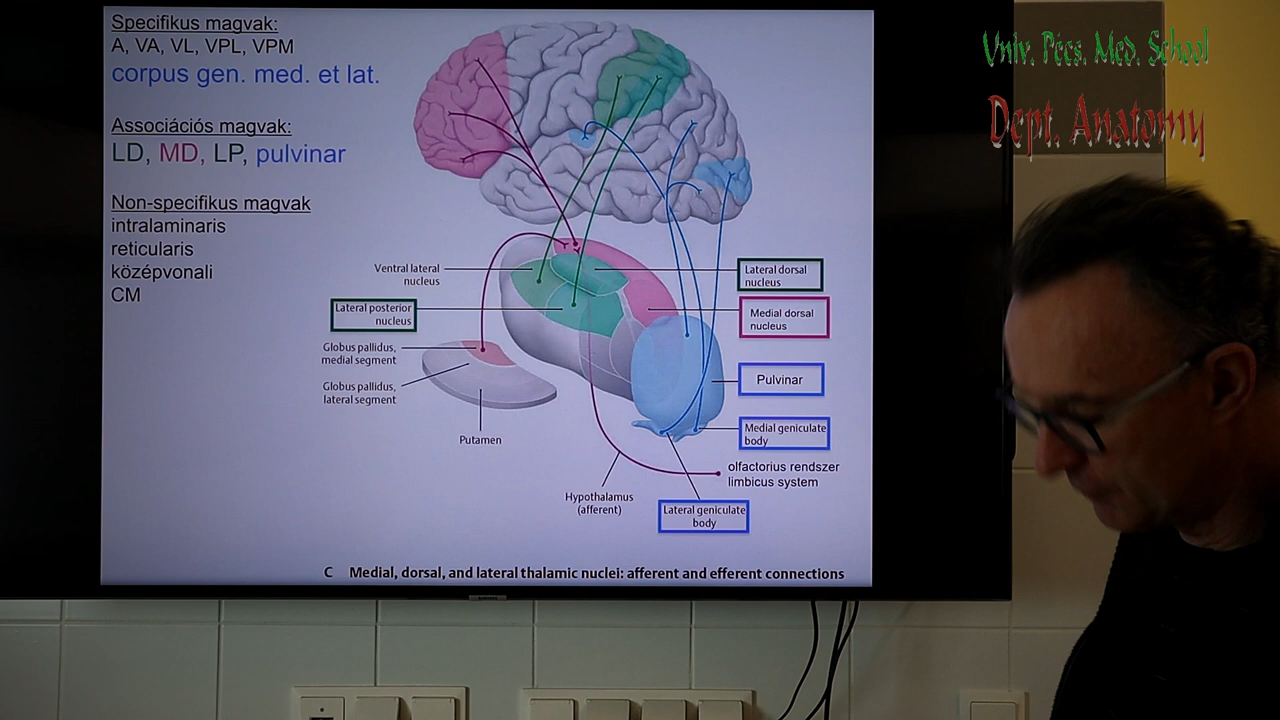 Specifikus magvak:
A, VA, VL, VPL, VPM
corpus gen. med. et lat.
Associációs magvak:
LD, MD, LP, pulvinar
Non-specifikus magvak
intralaminaris
reticularis
középvonali
CM
Ventral lateral
nucleus
Lateral posterior
nucleus
Globus pallidus,
medial segment
Globus pallidus,
lateral segment
Putamen
Hypothalamus
(afferent)
Lateral dorsal
nucleus
Medial dorsal
nucleus
Pulvinar
Medial geniculate
body
olfactorius rendszer
limbicus system
Lateral geniculate
body
C Medial, dorsal, and lateral thalamic nuclei: afferent and efferent connections
Univ. Pécs. Med. School
Dept. Anatomy